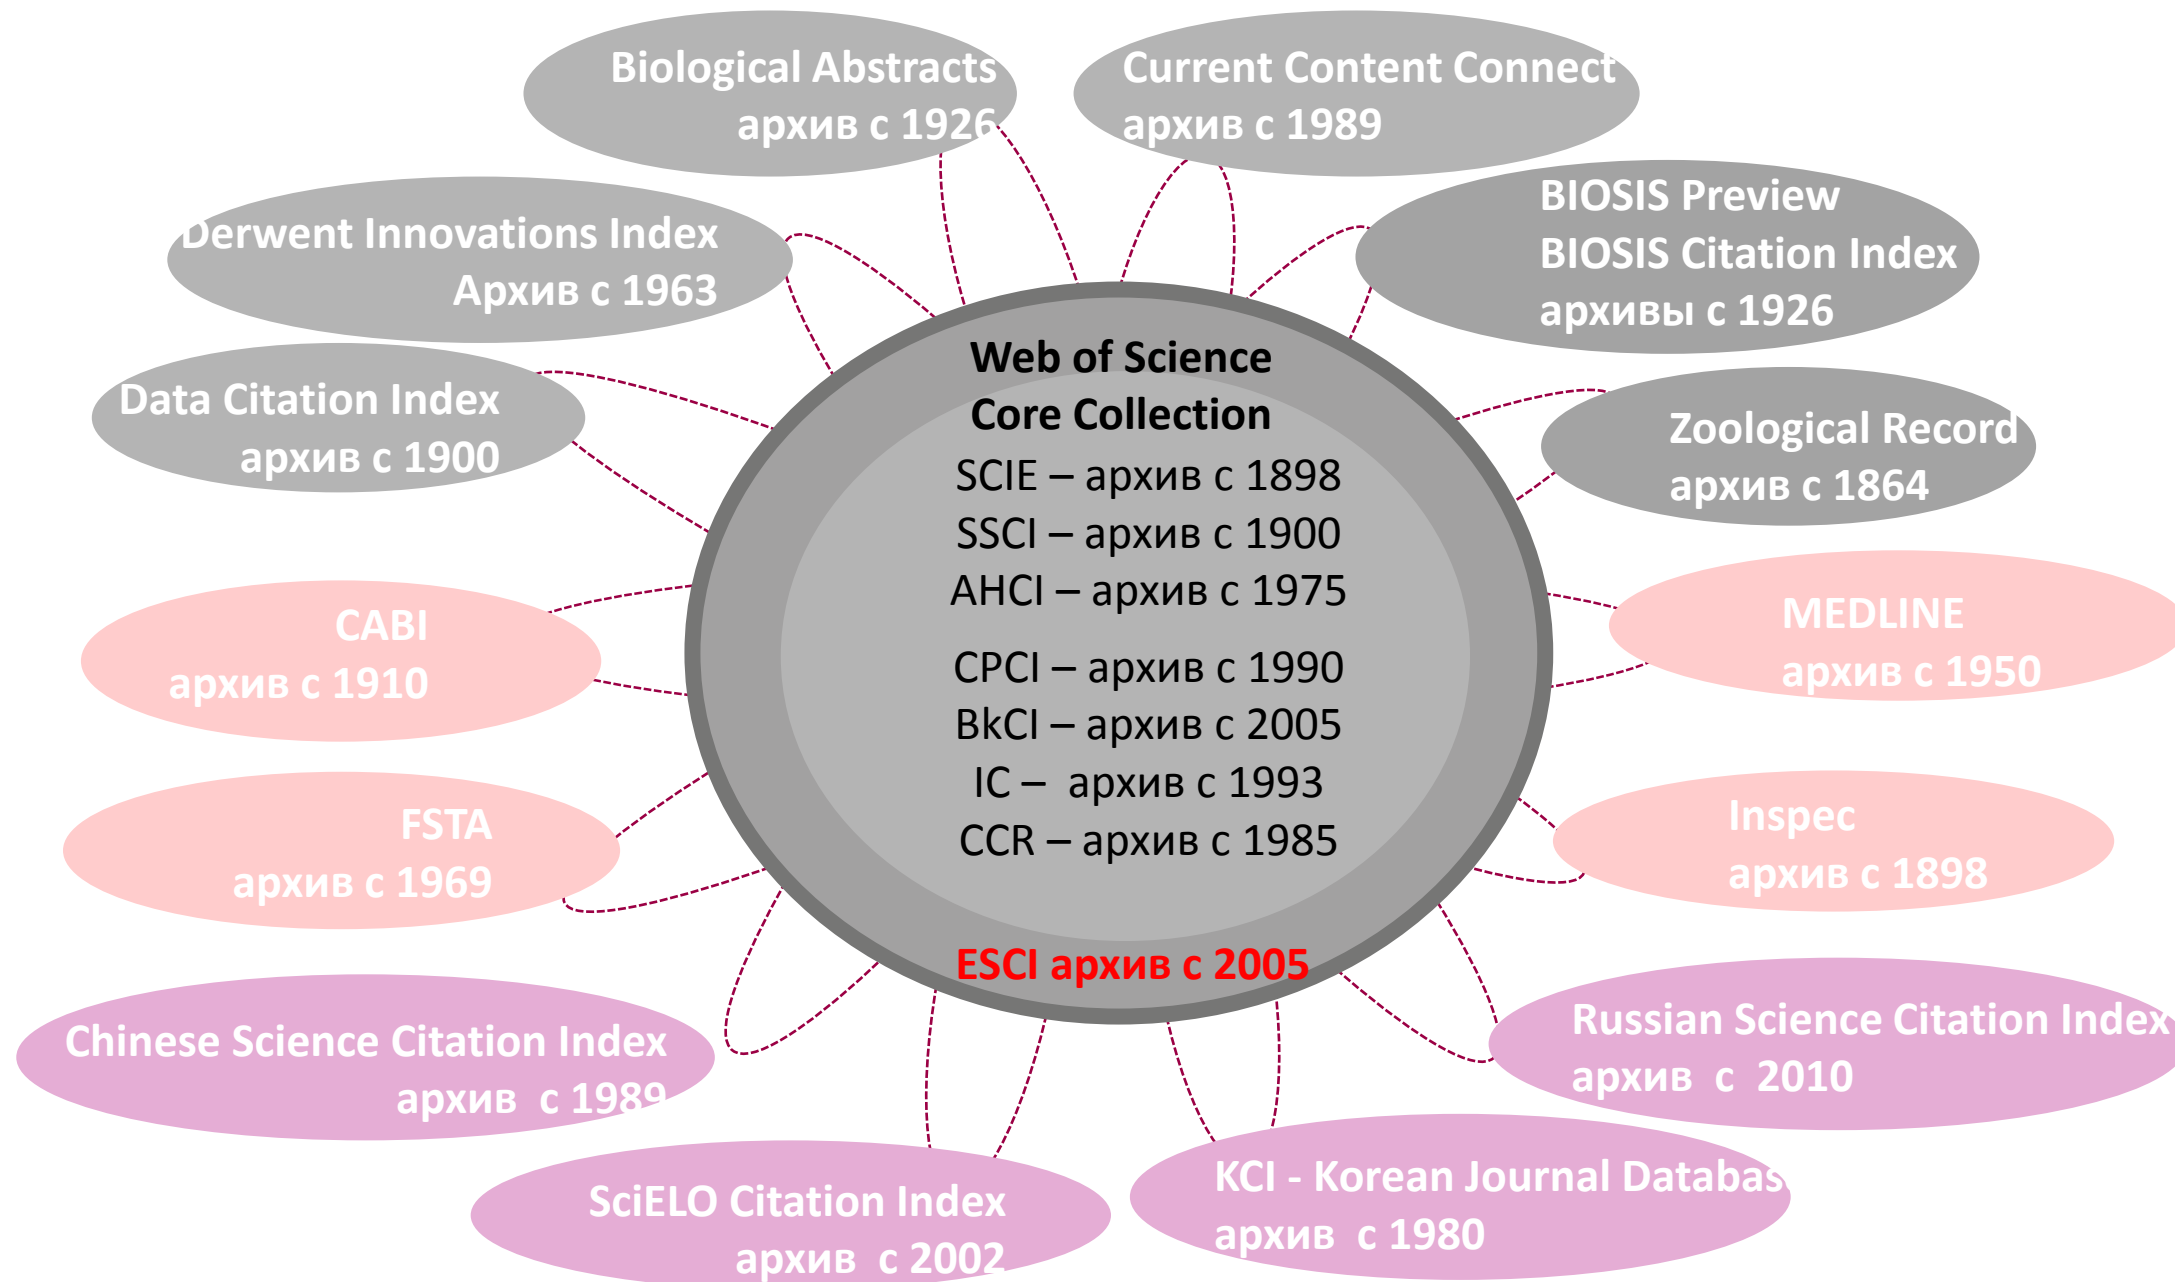 Biological Abstracts
архив с 1926
Current Content Connect
архив с 1989
Derwent Innovations Index
Архив с 1963
BIOSIS Preview
BIOSIS Citation Index
архивы с 1926
Data Citation Index
архив с 1900
Zoological Record
архив с 1864
Web of Science
Core Collection
SCIE – архив с 1898
SSCI – архив с 1900
AHCI – архив с 1975
CPCI – архив с 1990
BkCI – архив с 2005
IC – архив с 1993
CCR – архив с 1985
ESCI архив с 2005
CABI
архив с 1910
MEDLINE
архив с 1950
FSTA
архив с 1969
Inspec
архив с 1898
Chinese Science Citation Index
архив с 1989
Russian Science Citation Index
архив с 2010
SciELO Citation Index
архив с 2002
KCI - Korean Journal Databas
архив с 1980